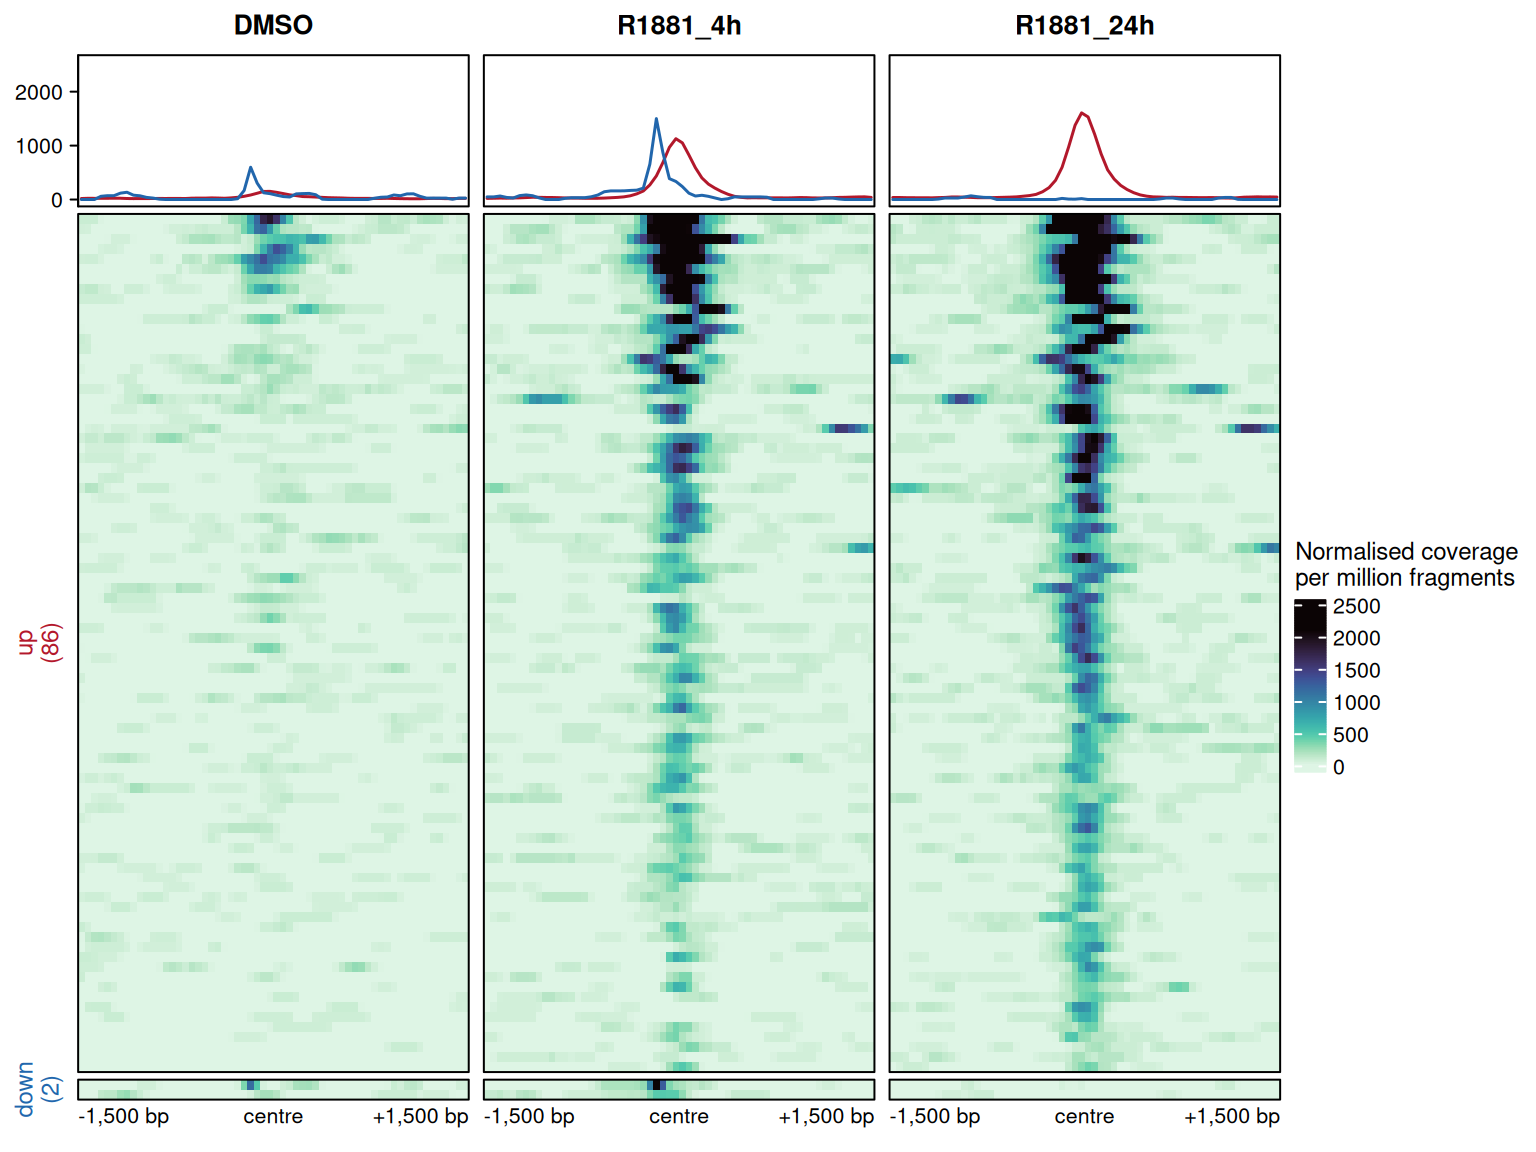 DMSO
R1881_4h
R1881_24h
2000
1000
0
up
(86)
down
(2)
Normalised coverage
per million fragments
2500
2000
1500
1000
500
0
-1,500 bp
centre
+1,500 bp
-1,500 bp
centre
+1,500 bp
-1,500 bp
centre
+1,500 bp